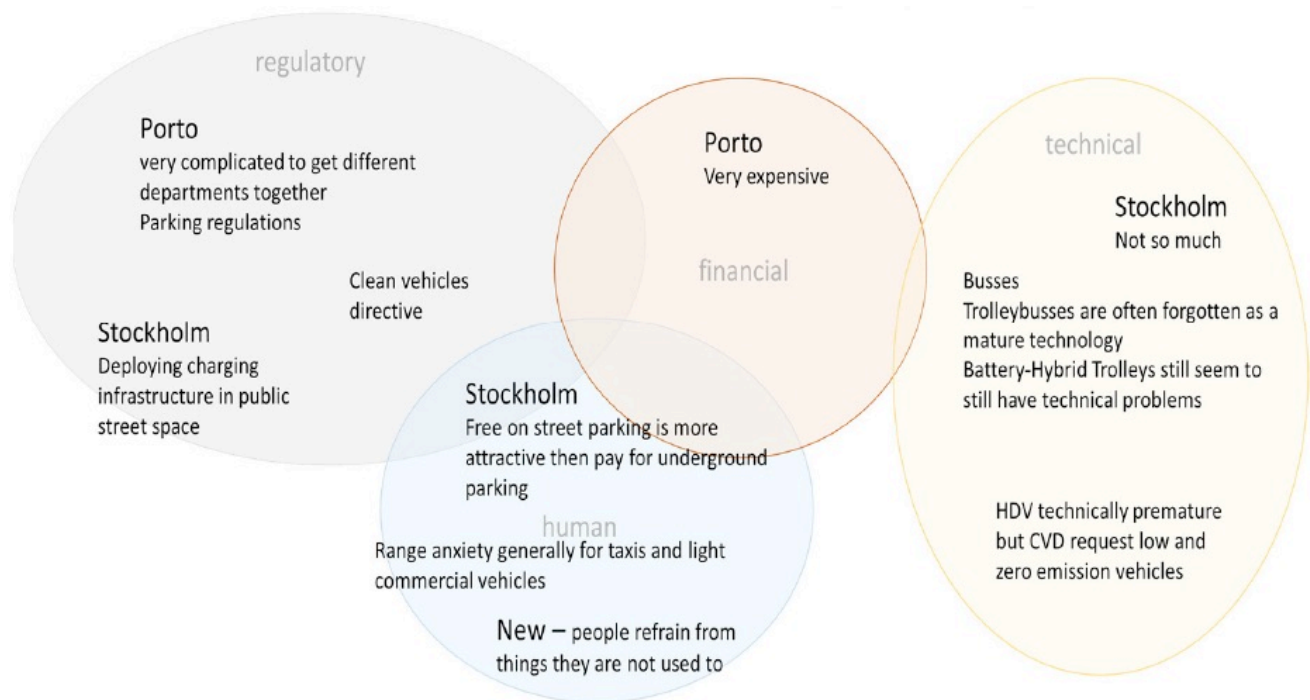 regulatory
Porto
very complicated to get different
departments together
Parking regulations
Clean vehicles
directive
Stockholm
Deploying charging
infrastructure in public
street space
Porto
Very expensive
financial
technical
Stockholm
Not so much
Busses
Trolleybusses are often forgotten as a
mature technology
Battery-Hybrid Trolleys still seem to
still have technical problems
HDV technically premature
but CVD request low and
zero emission vehicles
Stockholm
Free on street parking is more
attractive then pay for underground
parking
human
Range anxiety generally for taxis and light
commercial vehicles
New – people refrain from
things they are not used to